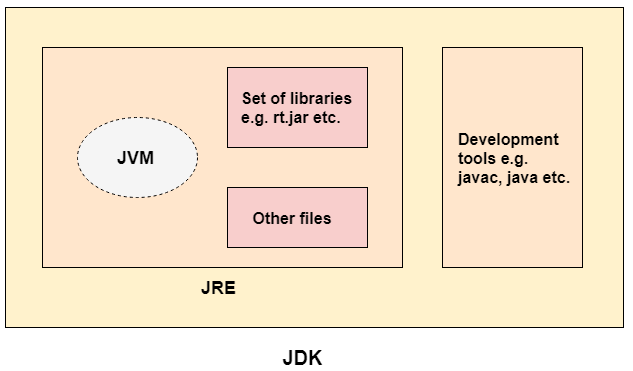 Set of libraries
e.g. rt.jar etc.
JVM
Other files
Development
tools e.g.
javac, java etc.
JRE
JDK